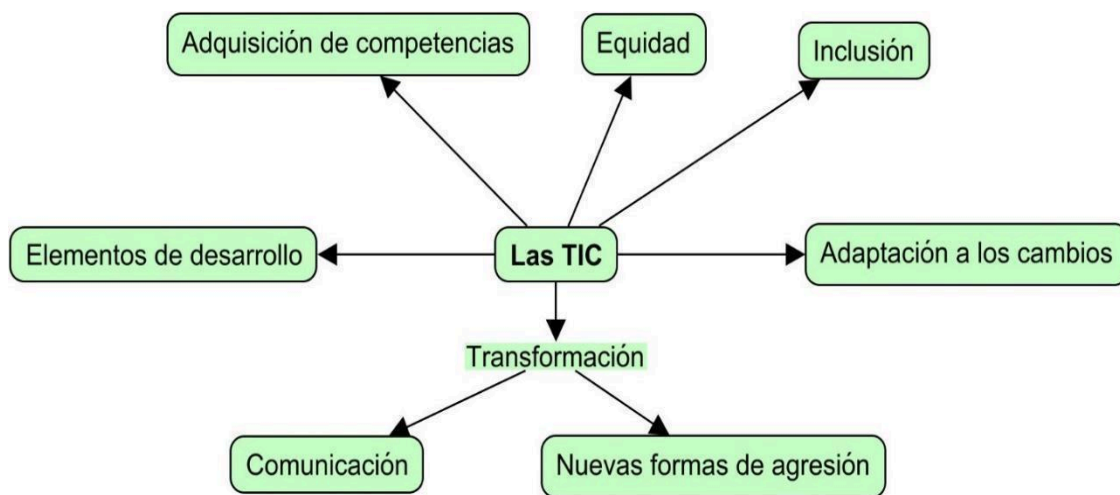 Adquisición de competencias
Equidad
Inclusión
Elementos de desarrollo
Las TIC
Adaptación a los cambios
Transformación
Comunicación
Nuevas formas de agresión